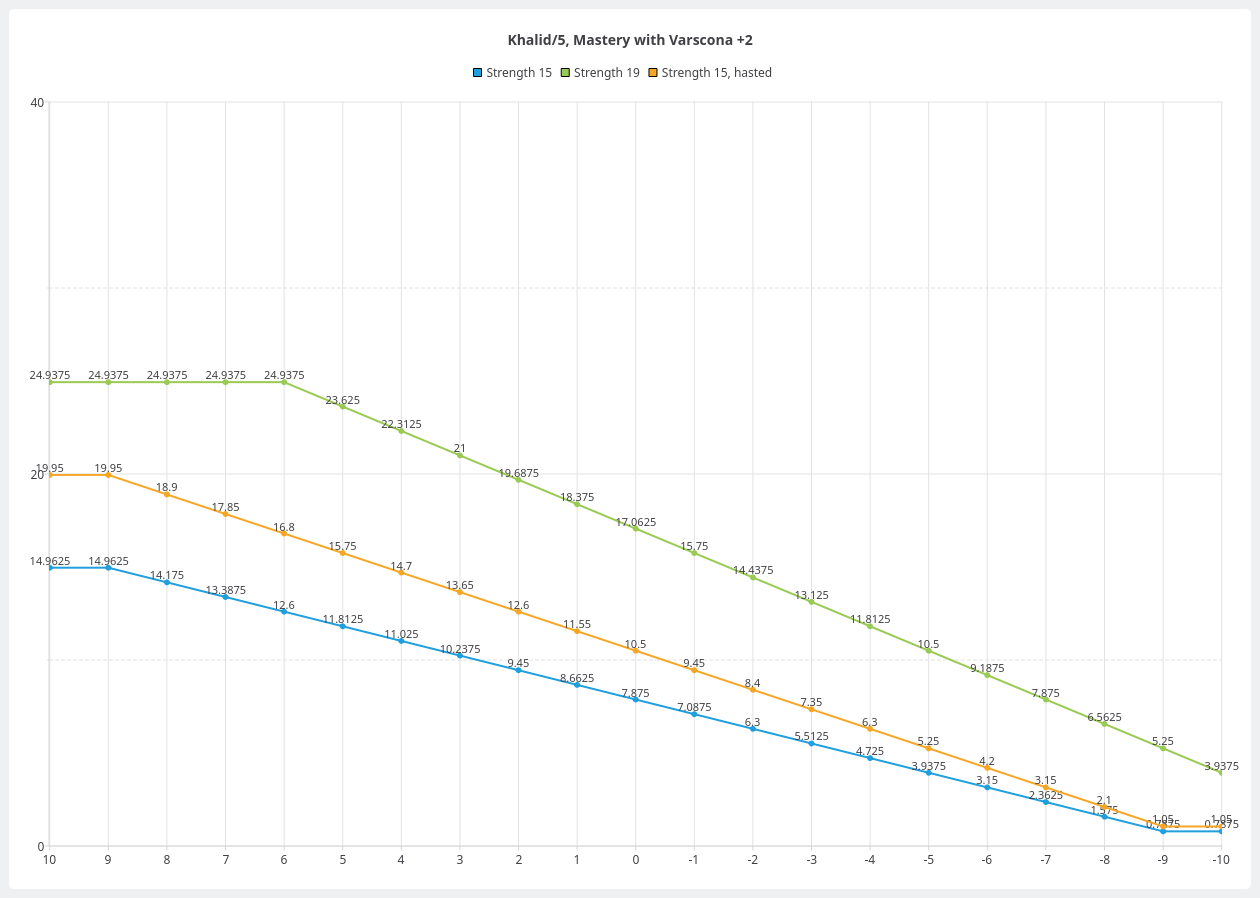 Khalid/5, Mastery with Varscona +2
Strength 15 Strength 19 Strength 15, hasted
40
24.9375 24.9375 24.9375 24.9375 24.9375
23.625
22.3125
21
20 19.95 19.95 19.6875
18.9
18.375
17.85
17.0625
16.8
15.75 15.75
14.9625 14.9625 14.7 14.4375
14.175
13.3875 13.65 13.125
12.6 12.6
11.8125 11.55 11.8125
11.025
10.2375 10.5 10.5
9.45 9.45 9.1875
8.6625 8.4
7.875 7.35 7.875
7.0875
6.3 6.3 6.5625
5.5125 5.25 5.25
4.725
3.9375 4.2 3.9375
3.15 3.15
2.3625 2.1
1.575
1.05 1.05
0.7875 0.7875
0
10 9 8 7 6 5 4 3 2 1 0 -1 -2 -3 -4 -5 -6 -7 -8 -9 -10